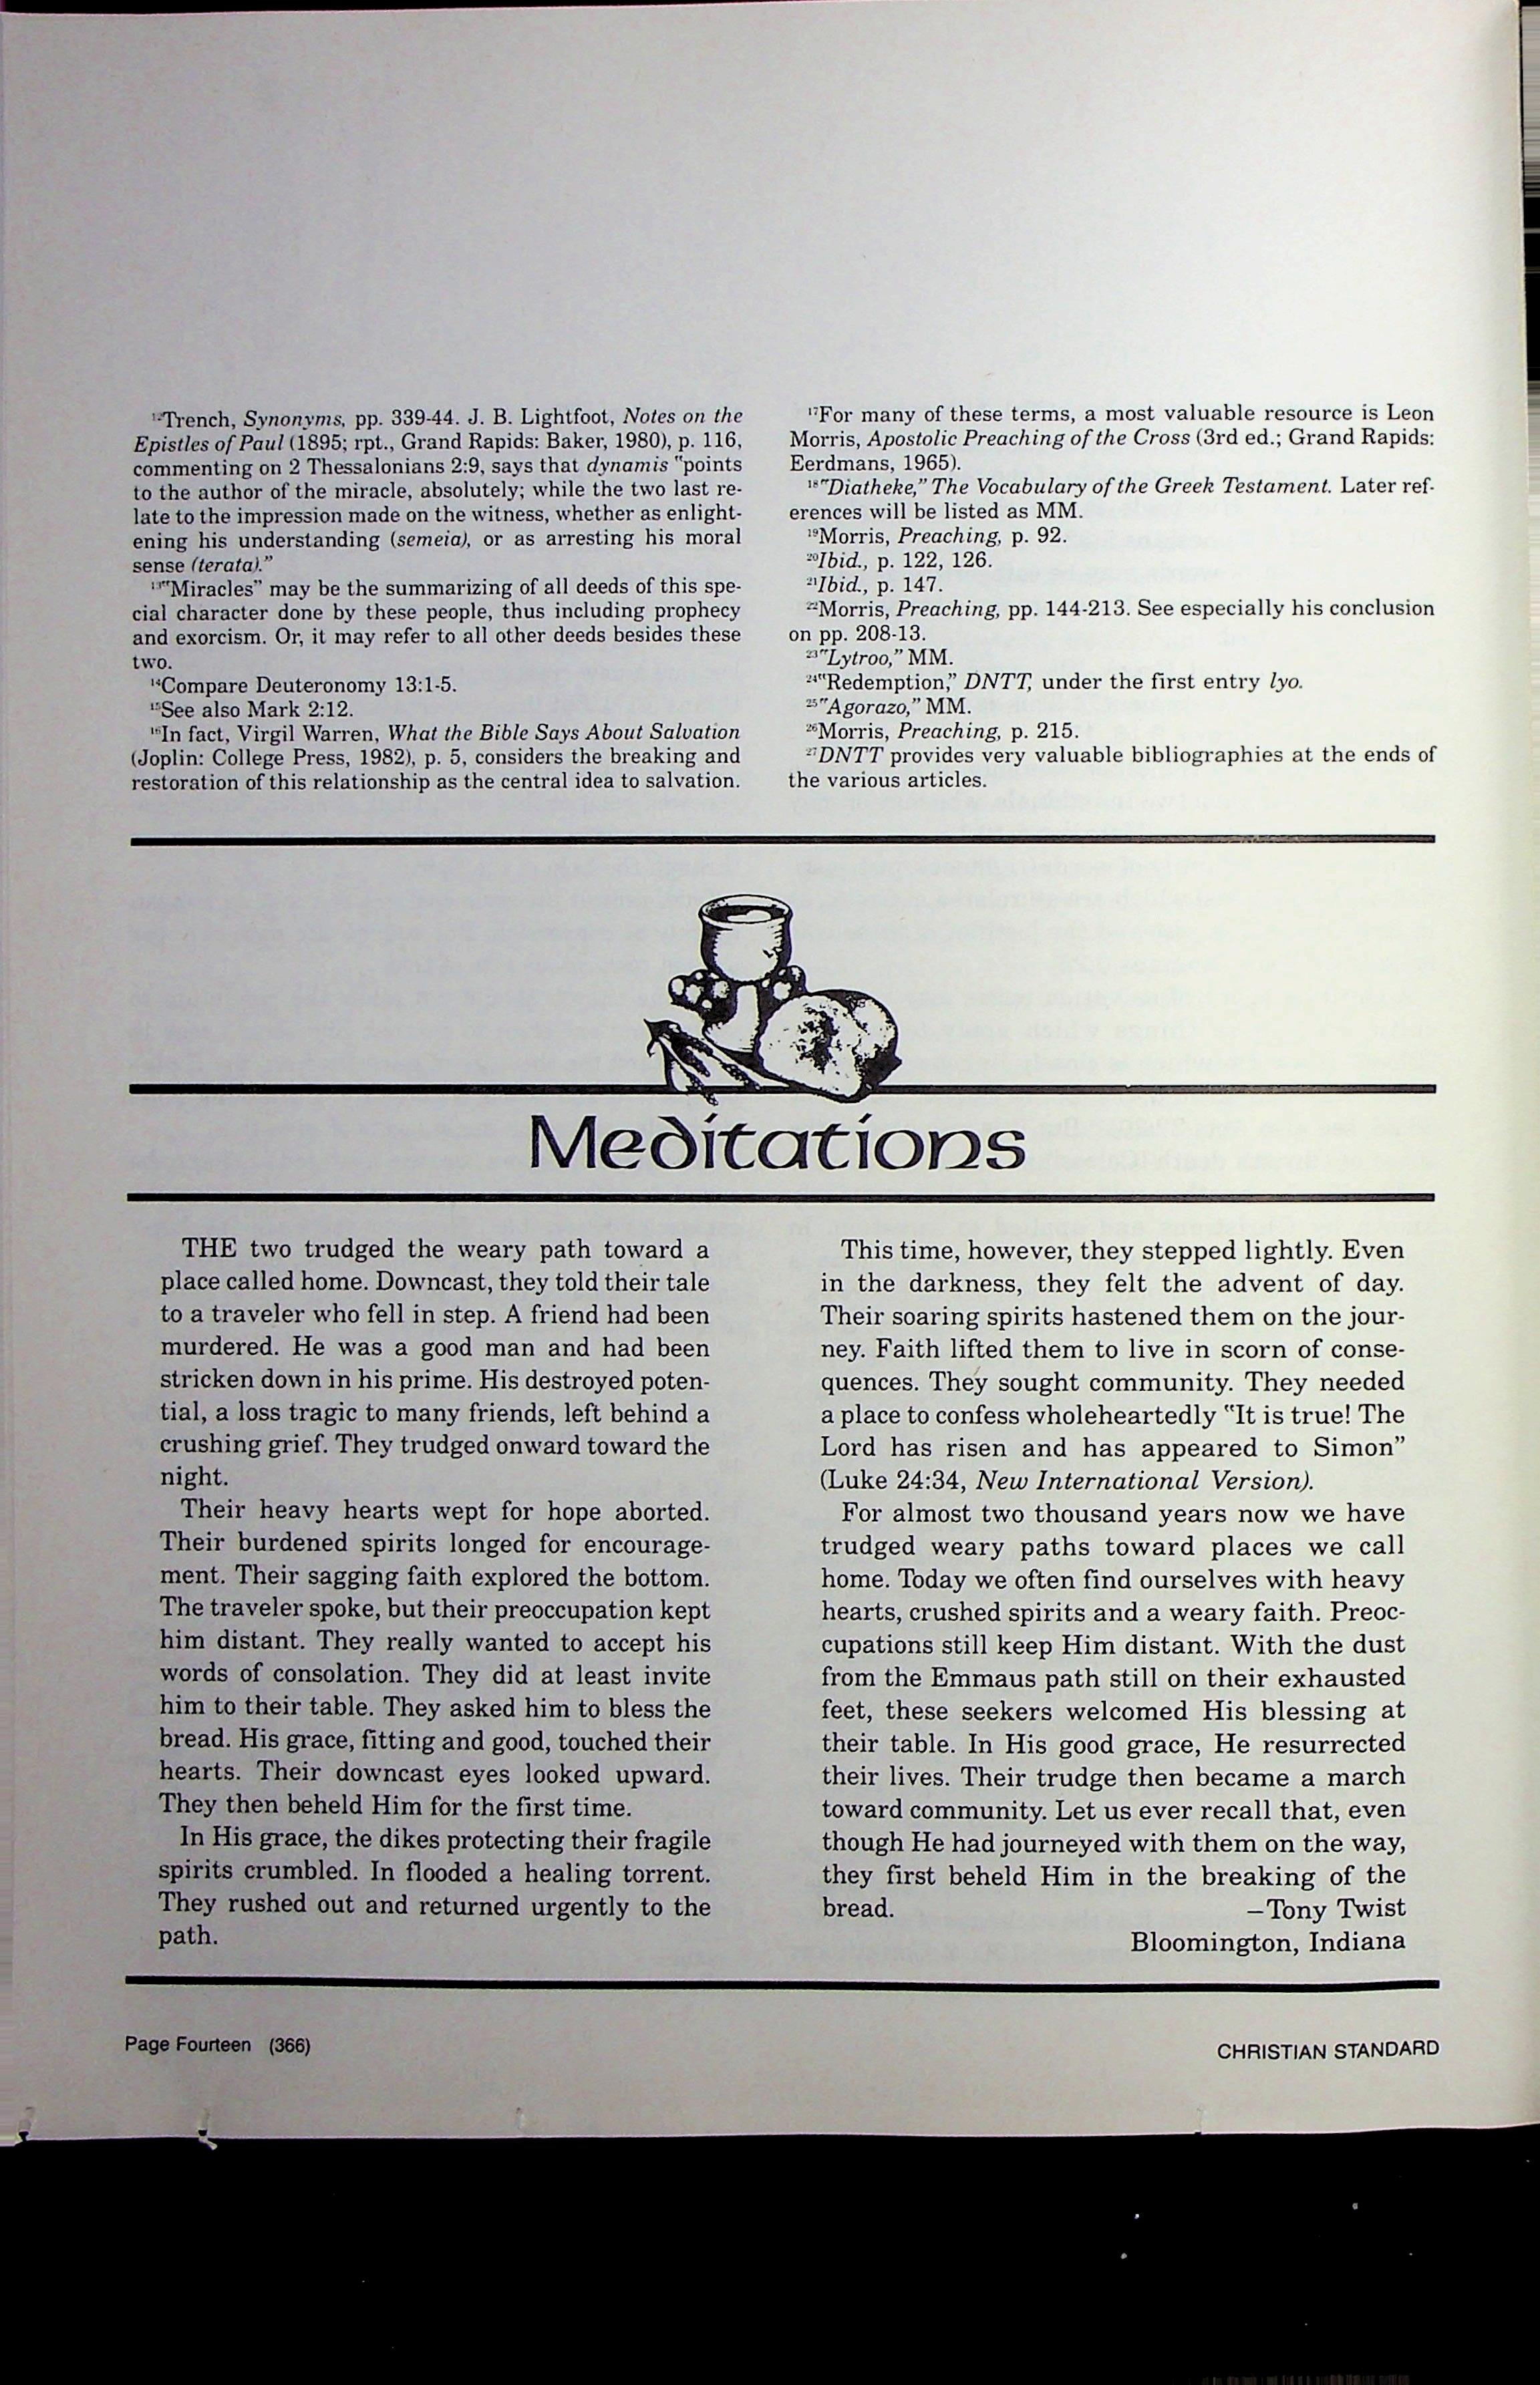 ¹²Trench, Synonyms, pp. 339-44. J. B. Lightfoot, Notes on the
Epistles of Paul (1895; rpt., Grand Rapids: Baker, 1980), p. 116,
commenting on 2 Thessalonians 2:9, says that dynamis "points
to the author of the miracle, absolutely; while the two last re-
late to the impression made on the witness, whether as enlight-
ening his understanding (semeia), or as arresting his moral
sense (terata)."
¹³"Miracles" may be the summarizing of all deeds of this spe-
cial character done by these people, thus including prophecy
and exorcism. Or, it may refer to all other deeds besides these
two.
¹⁴Compare Deuteronomy 13:1-5.
¹⁵See also Mark 2:12.
¹⁶In fact, Virgil Warren, What the Bible Says About Salvation
(Joplin: College Press, 1982), p. 5, considers the breaking and
restoration of this relationship as the central idea to salvation.
¹⁷For many of these terms, a most valuable resource is Leon
Morris, Apostolic Preaching of the Cross (3rd ed.; Grand Rapids:
Eerdmans, 1965).
¹⁸"Diatheke," The Vocabulary of the Greek Testament. Later ref-
erences will be listed as MM.
¹⁹Morris, Preaching, p. 92.
²⁰Ibid., p. 122, 126.
²¹Ibid., p. 147.
²²Morris, Preaching, pp. 144-213. See especially his conclusion
on pp. 208-13.
²³"Lytroo," MM.
²⁴"Redemption," DNTT, under the first entry lyo.
²⁵"Agorazo," MM.
²⁶Morris, Preaching, p. 215.
²⁷DNTT provides very valuable bibliographies at the ends of
the various articles.
Meditations
THE two trudged the weary path toward a
place called home. Downcast, they told their tale
to a traveler who fell in step. A friend had been
murdered. He was a good man and had been
stricken down in his prime. His destroyed poten-
tial, a loss tragic to many friends, left behind a
crushing grief. They trudged onward toward the
night.
Their heavy hearts wept for hope aborted.
Their burdened spirits longed for encourage-
ment. Their sagging faith explored the bottom.
The traveler spoke, but their preoccupation kept
him distant. They really wanted to accept his
words of consolation. They did at least invite
him to their table. They asked him to bless the
bread. His grace, fitting and good, touched their
hearts. Their downcast eyes looked upward.
They then beheld Him for the first time.
In His grace, the dikes protecting their fragile
spirits crumbled. In flooded a healing torrent.
They rushed out and returned urgently to the
path.
This time, however, they stepped lightly. Even
in the darkness, they felt the advent of day.
Their soaring spirits hastened them on the jour-
ney. Faith lifted them to live in scorn of conse-
quences. They sought community. They needed
a place to confess wholeheartedly "It is true! The
Lord has risen and has appeared to Simon"
(Luke 24:34, New International Version).
For almost two thousand years now we have
trudged weary paths toward places we call
home. Today we often find ourselves with heavy
hearts, crushed spirits and a weary faith. Preoc-
cupations still keep Him distant. With the dust
from the Emmaus path still on their exhausted
feet, these seekers welcomed His blessing at
their table. In His good grace, He resurrected
their lives. Their trudge then became a march
toward community. Let us ever recall that, even
though He had journeyed with them on the way,
they first beheld Him in the breaking of the
bread. –Tony Twist
Bloomington, Indiana
Page Fourteen (366)
CHRISTIAN STANDARD